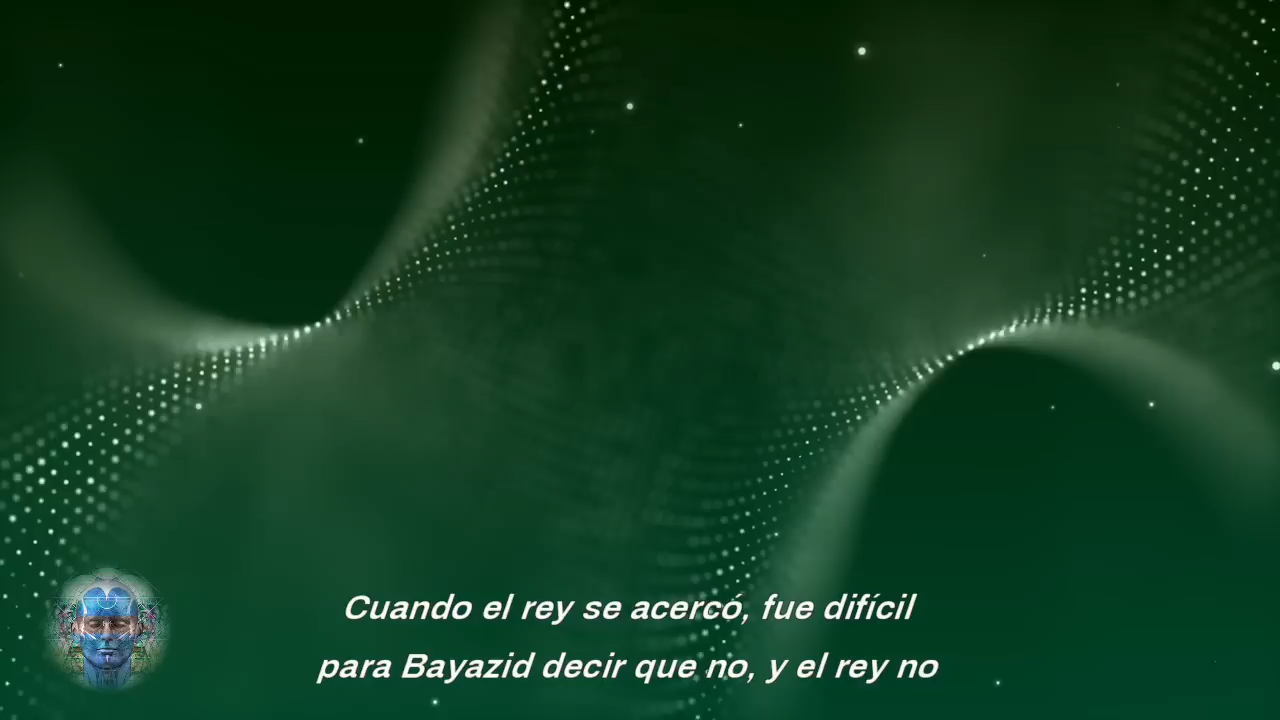 Cuando el rey se acercó, fue difícil
para Bayazid decir que no, y el rey no